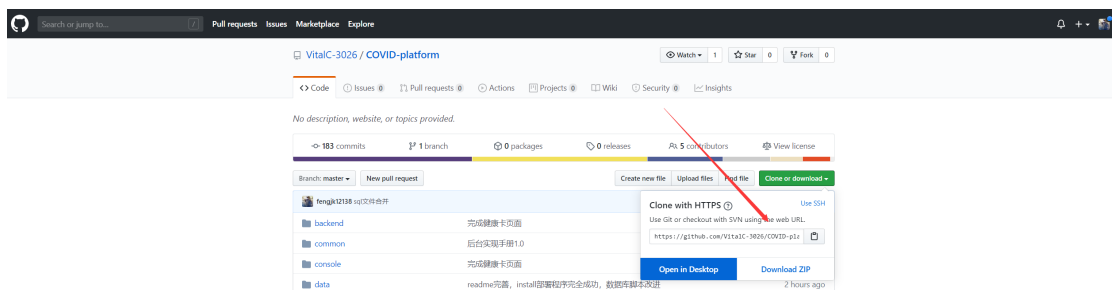 Search or jump to... / Pull requests Issues Marketplace Explore
VitalC-3026 / COVID-platform Watch 1 Star 0 Fork 0
Code Issues 0 Pull requests 0 Actions Projects 0 Wiki Security 0 Insights
No description, website, or topics provided.
183 commits 1 branch 0 packages 0 releases 5 contributors View license
Branch: master New pull request Create new file Upload files Find file Clone or download
fengjk12138 sql文件合并
Clone with HTTPS Use SSH
Use Git or checkout with SVN using the web URL.
https://github.com/VitalC-3026/COVID-pla
Open in Desktop Download ZIP
backend 完成健康卡页面
common 后台实现手册1.0
console 完成健康卡页面
data readme完善，install部署程序完全成功，数据库脚本改进 2 hours ago